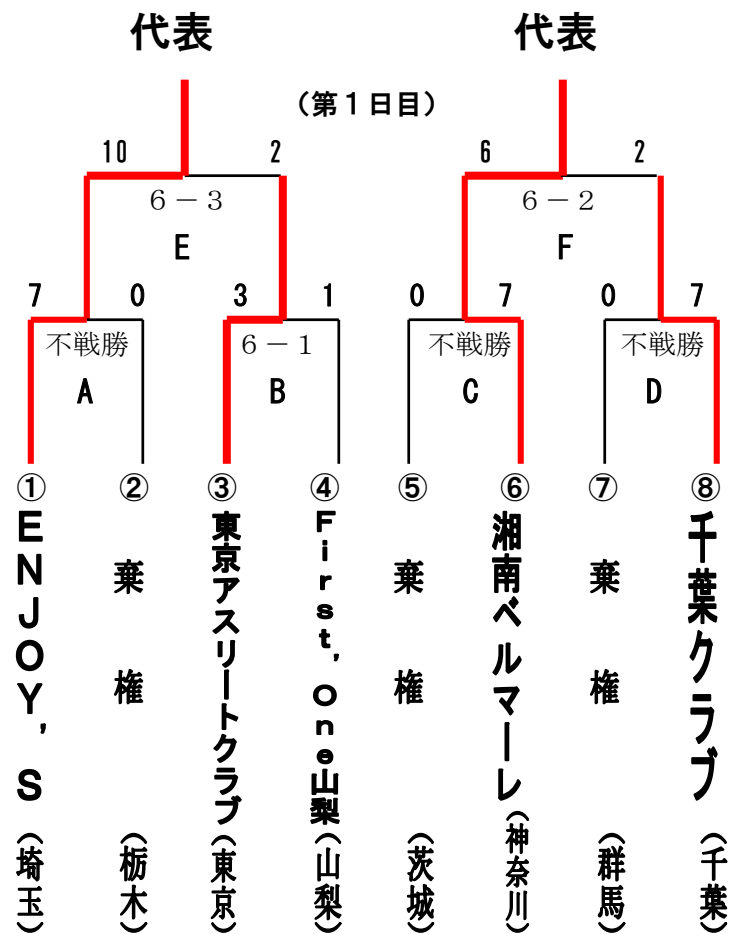 代表 代表
（第１日目）
10 2 6 2
６－３ ６－２
E F
7 0 3 1 0 7 0 7
不戦勝 ６－１ 不戦勝 不戦勝
A B C D
① ② ③ ④ ⑤ ⑥ ⑦ ⑧
ＥＮＪＯＹ，Ｓ（埼玉）
棄権（栃木）
東京アスリートクラブ（東京）
Ｆｉｒｓｔ，Ｏｎｅ山梨（山梨）
棄権（茨城）
湘南ベルマーレ（神奈川）
棄権（群馬）
千葉クラブ（千葉）